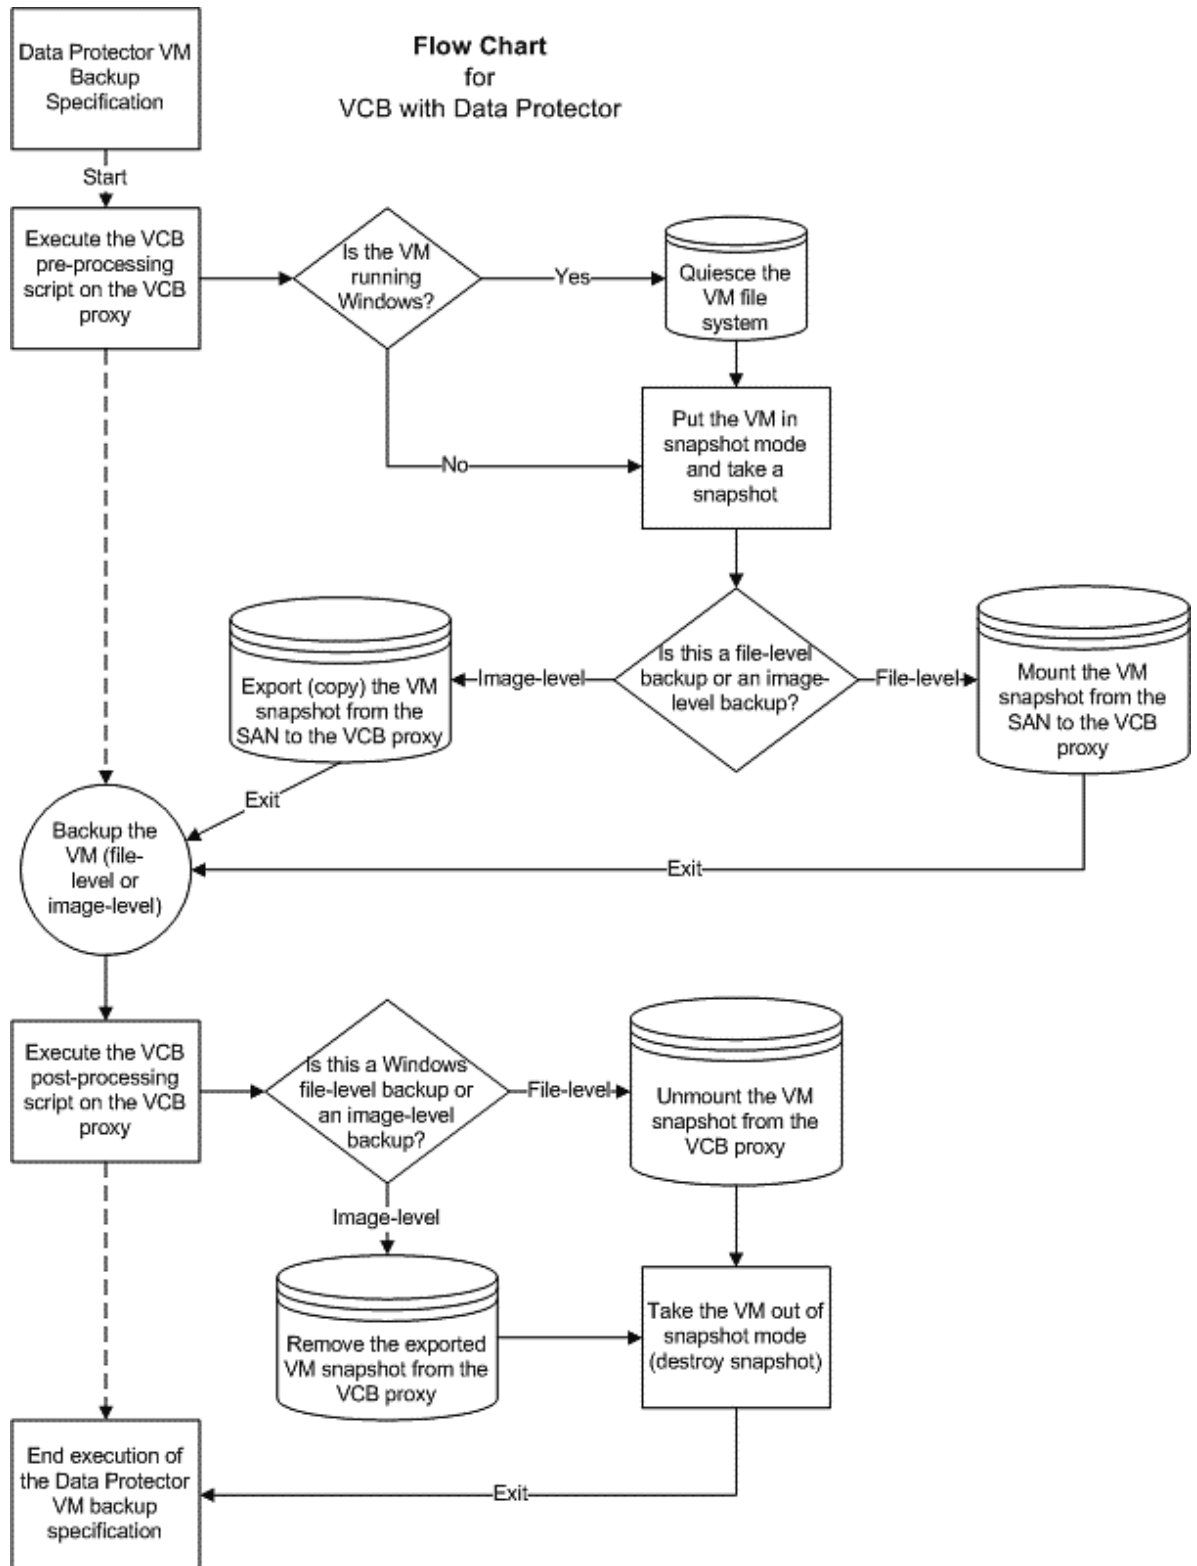 Flow Chart
for
VCB with Data Protector
Data Protector VM
Backup
Specification
Start
Execute the VCB
pre-processing
script on the VCB
proxy
Is the VM
running
Windows?
Yes
Quiesce the
VM file
system
No
Put the VM in
snapshot mode
and take a
snapshot
Is this a file-level
backup or an image-
level backup?
Image-level
Export (copy) the VM
snapshot from the
SAN to the VCB proxy
File-level
Mount the VM
snapshot from the
SAN to the VCB
proxy
Exit
Exit
Backup the
VM (file-
level or
image-level)
Execute the VCB
post-processing
script on the VCB
proxy
Is this a Windows
file-level backup or
an image-level
backup?
File-level
Unmount the VM
snapshot from the
VCB proxy
Image-level
Remove the exported
VM snapshot from the
VCB proxy
Take the VM out of
snapshot mode
(destroy snapshot)
Exit
End execution of
the Data Protector
VM backup
specification